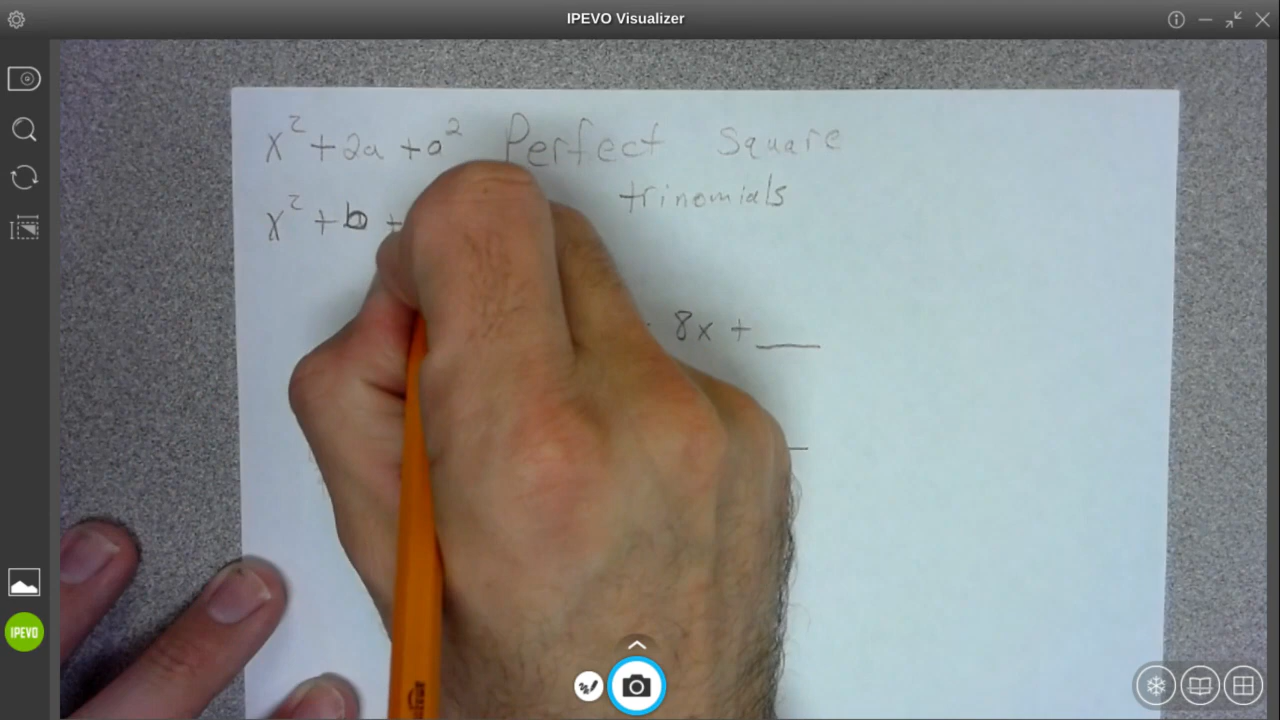 IPEVO Visualizer
x² + 2a + a² Perfect Square
trinomials
x² + b +
8x + ___
IPEVO